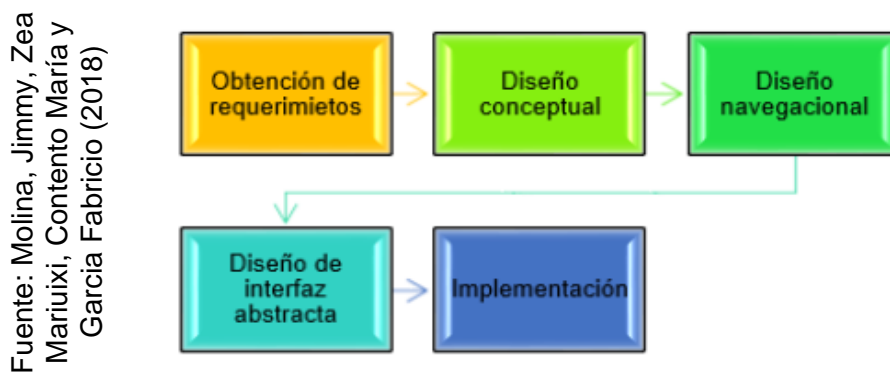 Fuente: Molina, Jimmy, Zea
Mariuixi, Contento María y
Garcia Fabricio (2018)
Obtención de
requerimietos
Diseño
conceptual
Diseño
navegacional
Diseño de
interfaz
abstracta
Implementación